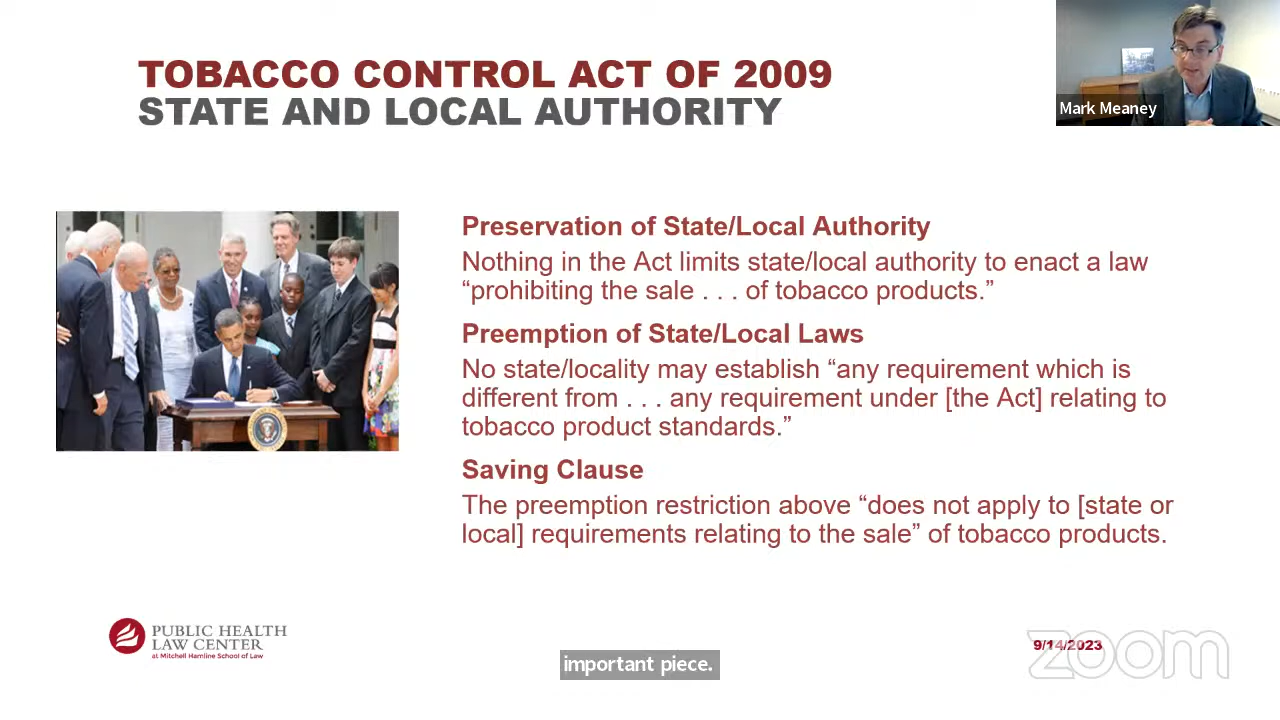 TOBACCO CONTROL ACT OF 2009
STATE AND LOCAL AUTHORITY
Mark Meaney
Preservation of State/Local Authority
Nothing in the Act limits state/local authority to enact a law
“prohibiting the sale . . . of tobacco products.”
Preemption of State/Local Laws
No state/locality may establish “any requirement which is
different from . . . any requirement under [the Act] relating to
tobacco product standards.”
Saving Clause
The preemption restriction above “does not apply to [state or
local] requirements relating to the sale” of tobacco products.
PUBLIC HEALTH
LAW CENTER
at Mitchell Hamline School of Law
important piece.
9/14/2023
zoom